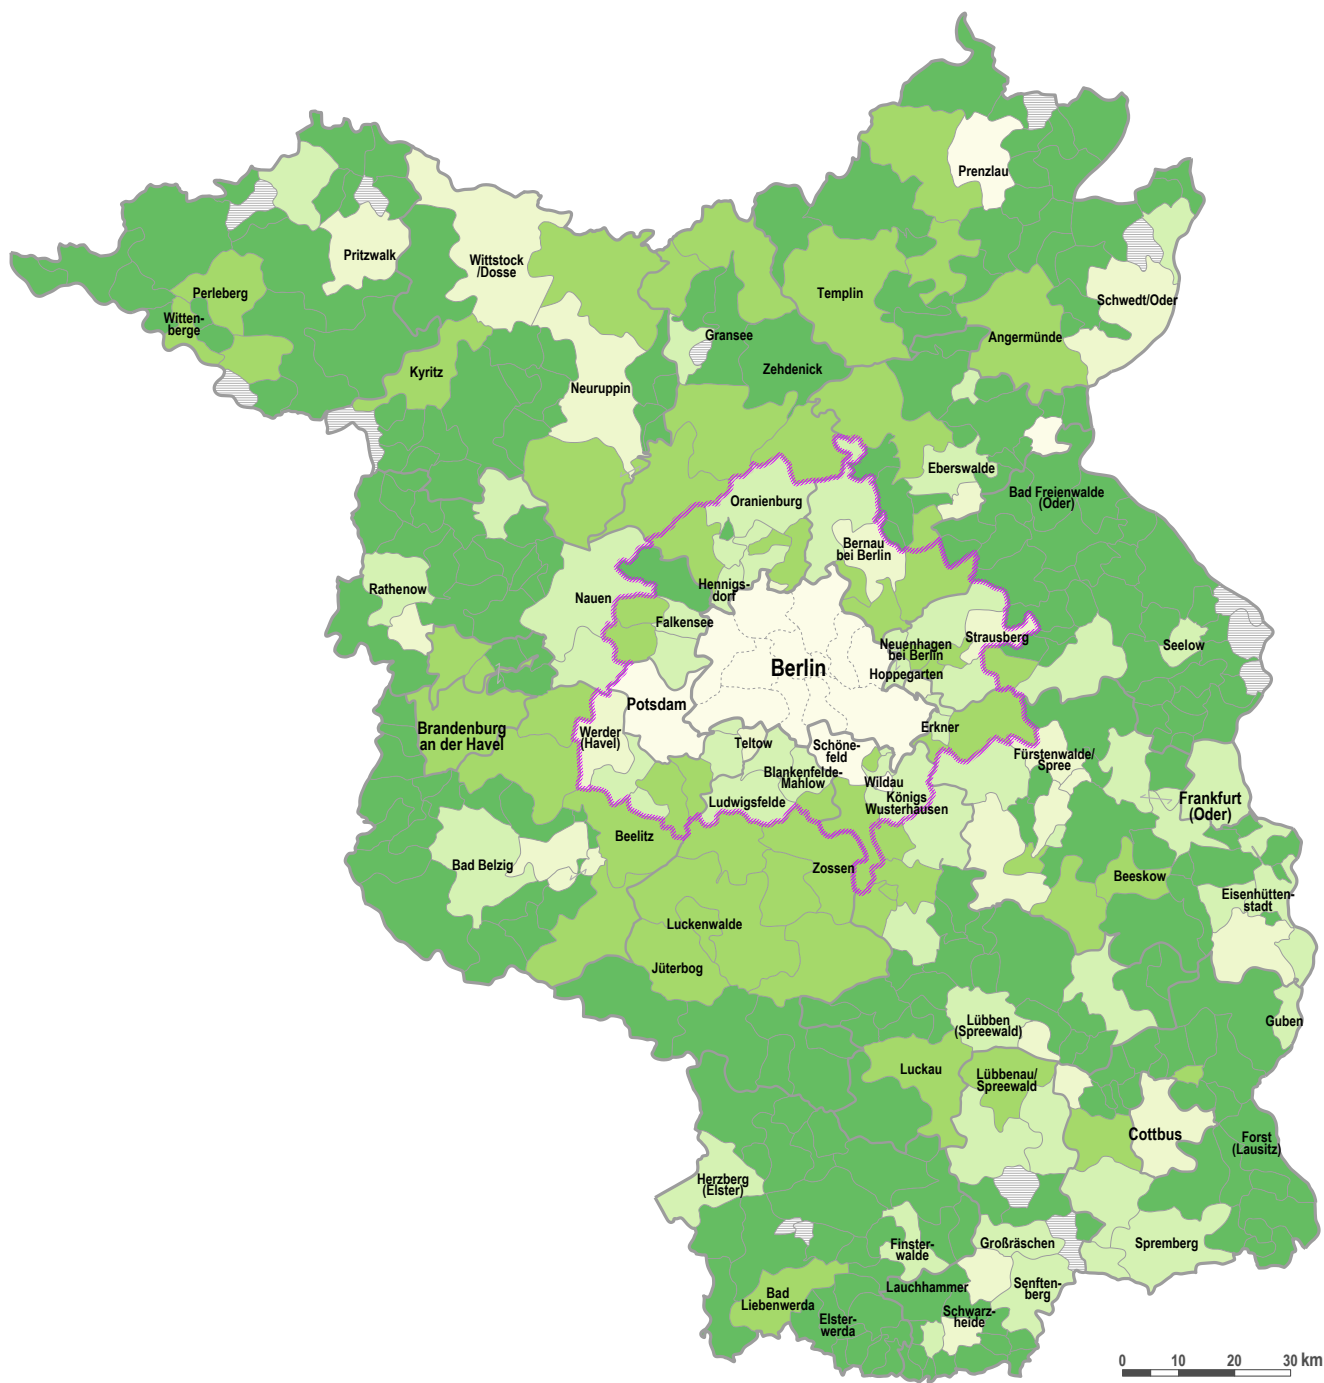 Prenzlau
Pritzwalk
Wittstock
/Dosse
Perleberg
Templin
Schwedt/Oder
Witten-
berge
Gransee
Angermünde
Zehdenick
Kyritz
Neuruppin
Eberswalde
Bad Freienwalde
(Oder)
Oranienburg
Bernau
bei Berlin
Rathenow
Nauen
Hennigs-
dorf
Falkensee
Neuenhagen
bei Berlin
Strausberg
Seelow
Hoppegarten
Berlin
Potsdam
Brandenburg
an der Havel
Werder
(Havel)
Erkner
Teltow
Schöne-
feld
Fürstenwalde/
Spree
Blankenfelde-
Mahlow
Wildau
Königs
Wusterhausen
Ludwigsfelde
Frankfurt
(Oder)
Beelitz
Bad Belzig
Zossen
Beeskow
Eisenhütten-
stadt
Luckenwalde
Jüterbog
Lübben
(Spreewald)
Guben
Luckau
Lübbenau/
Spreewald
Cottbus
Forst
(Lausitz)
Herzberg
(Elster)
Finster-
walde
Großräschen
Spremberg
Lauchhammer
Senften-
berg
Bad
Liebenwerda
Schwarz-
heide
Elster-
werda
0 10 20 30 km